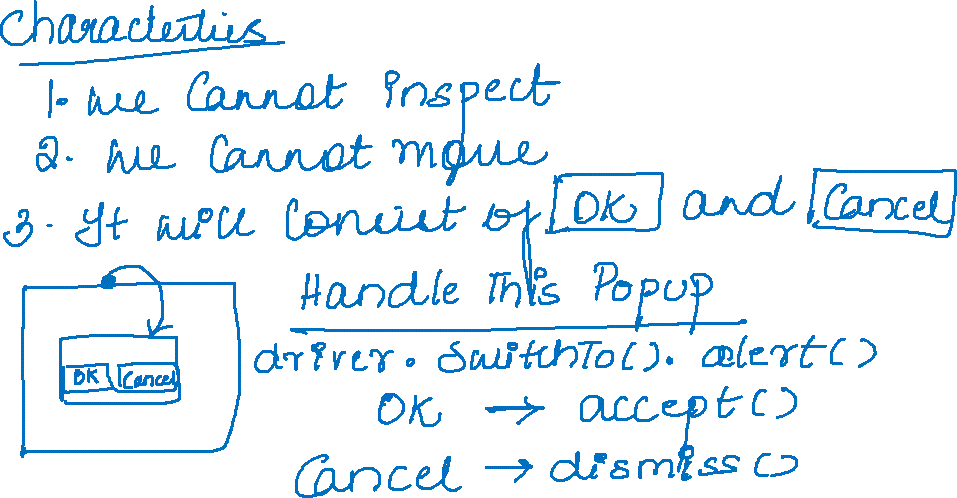 Characteristics
1. We Cannot Inspect
2. We Cannot move
3. It will Consist of OK and Cancel
Handle This Popup
driver. SwitchTo(). alert()
OK Cancel
OK → accept()
Cancel → dismiss()